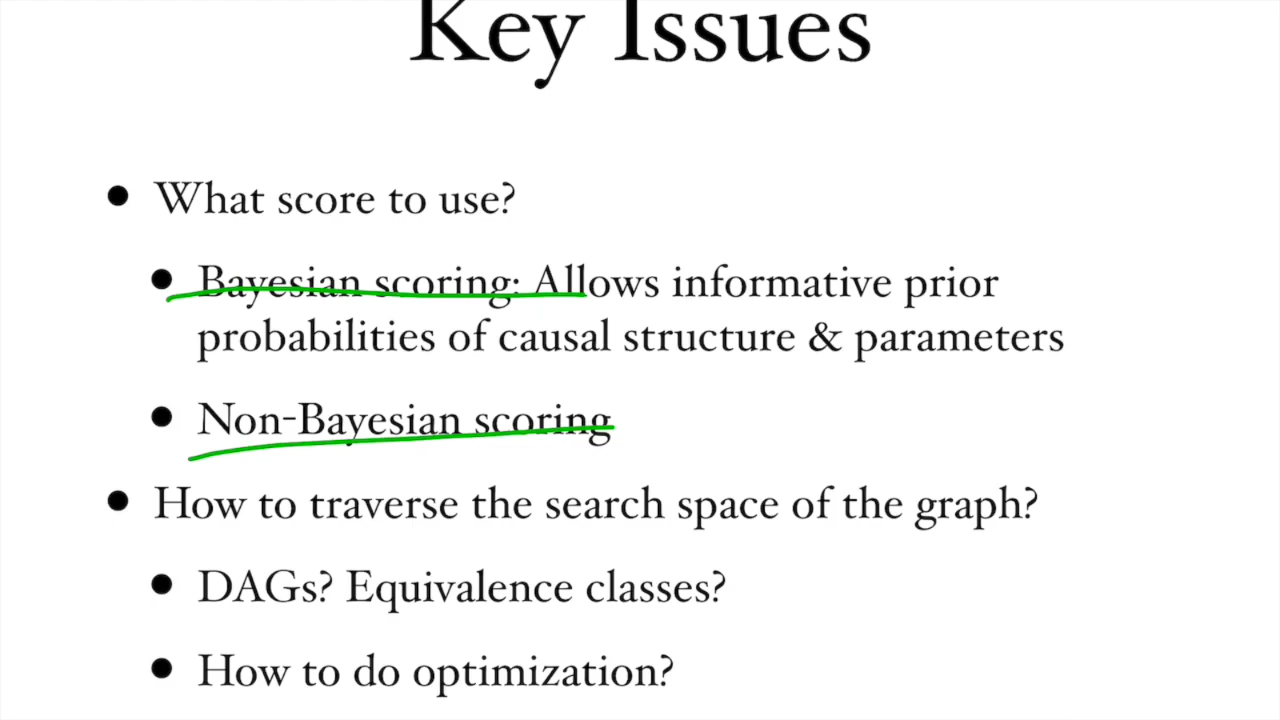 Key Issues
• What score to use?
• Bayesian scoring: Allows informative prior
probabilities of causal structure & parameters
• Non-Bayesian scoring
• How to traverse the search space of the graph?
• DAGs? Equivalence classes?
• How to do optimization?